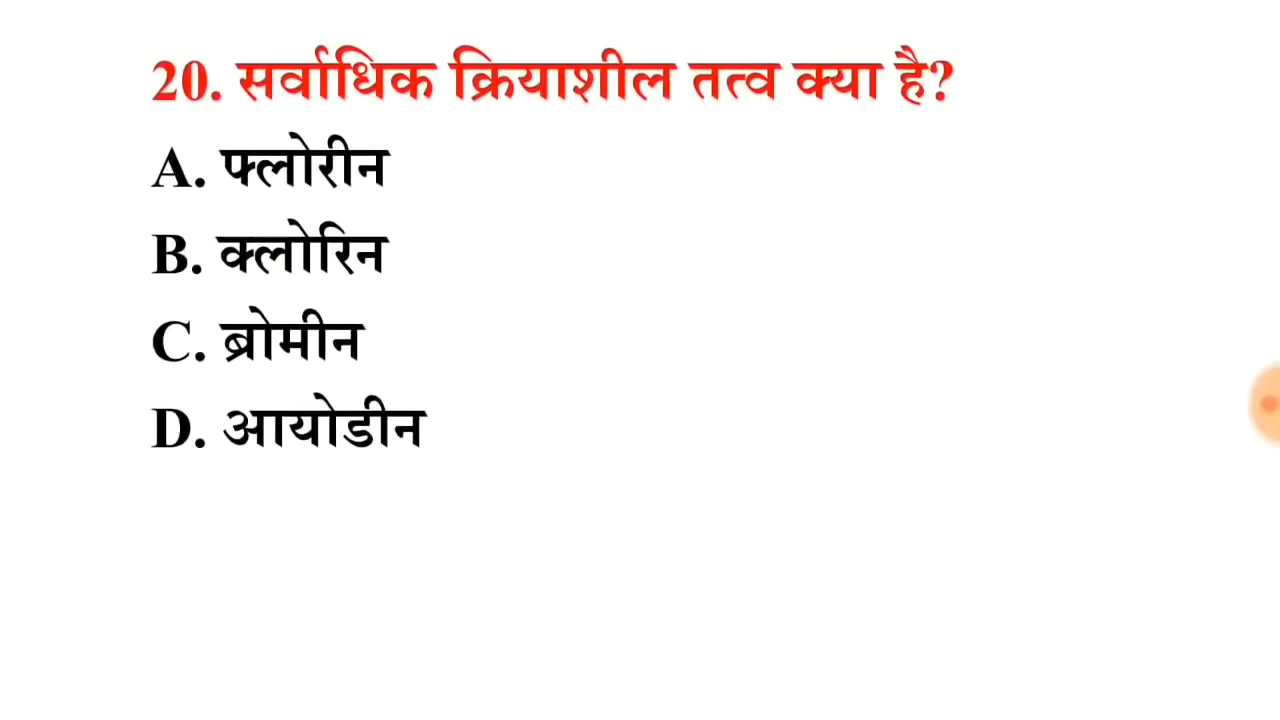 20. सर्वाधिक क्रियाशील तत्व क्या है?
A. फ्लोरीन
B. क्लोरिन
C. ब्रोमीन
D. आयोडीन